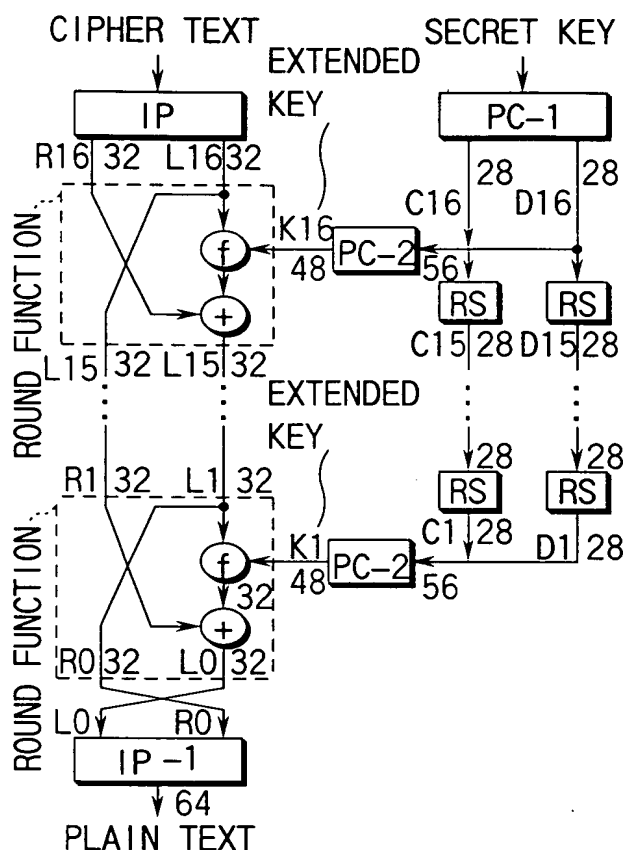 CIPHER TEXT
SECRET KEY
EXTENDED
KEY
IP
PC-1
R16 32 L16 32
28 28
C16 D16
ROUND FUNCTION
f
K16
48
PC-2
56
+
RS RS
L15 32 L15 32
C15 28 D15 28
EXTENDED
KEY
R1 32 L1 32
28 28
RS RS
ROUND FUNCTION
f
K1
48
PC-2
56
C1 28 D1 28
32
+
R0 32 L0 32
L0 R0
IP-1
64
PLAIN TEXT